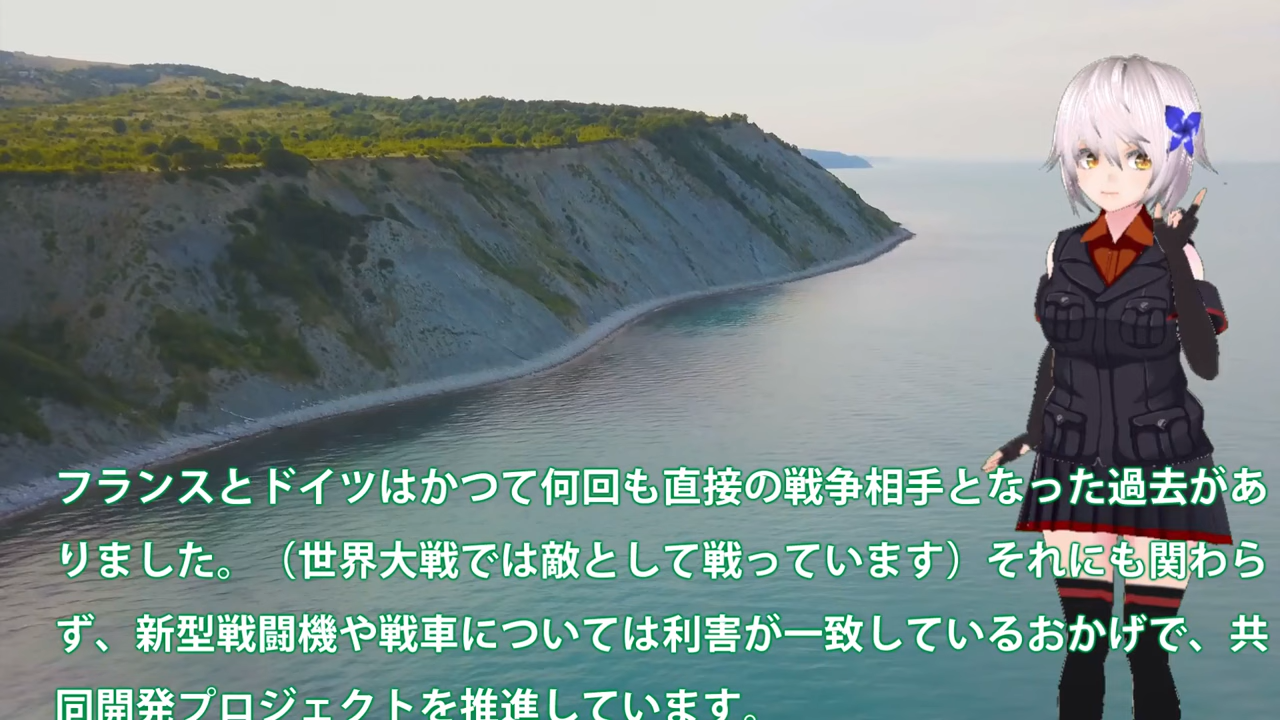 フランスとドイツはかつて何回も直接の戦争相手となった過去があ
りました。（世界大戦では敵として戦っています）それにも関わら
ず、新型戦闘機や戦車については利害が一致しているおかげで、共
同開発プロジェクトを推進しています。